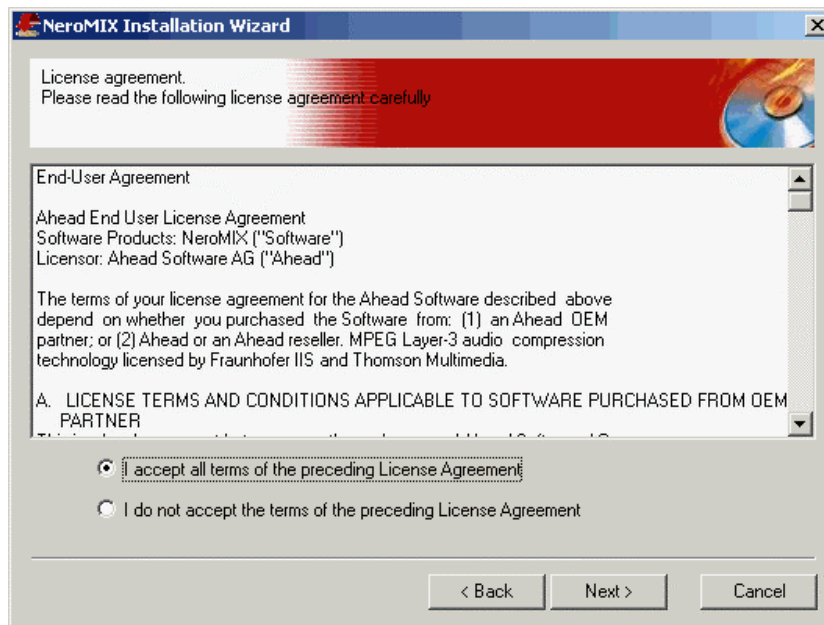 NeroMIX Installation Wizard
License agreement.
Please read the following license agreement carefully
End-User Agreement
Ahead End User License Agreement
Software Products: NeroMIX ("Software")
Licensor: Ahead Software AG ("Ahead")
The terms of your license agreement for the Ahead Software described above
depend on whether you purchased the Software from: (1) an Ahead OEM
partner; or (2) Ahead or an Ahead reseller. MPEG Layer-3 audio compression
technology licensed by Fraunhofer IIS and Thomson Multimedia.
A. LICENSE TERMS AND CONDITIONS APPLICABLE TO SOFTWARE PURCHASED FROM OEM
PARTNER
I accept all terms of the preceding License Agreement
I do not accept the terms of the preceding License Agreement
< Back
Next >
Cancel